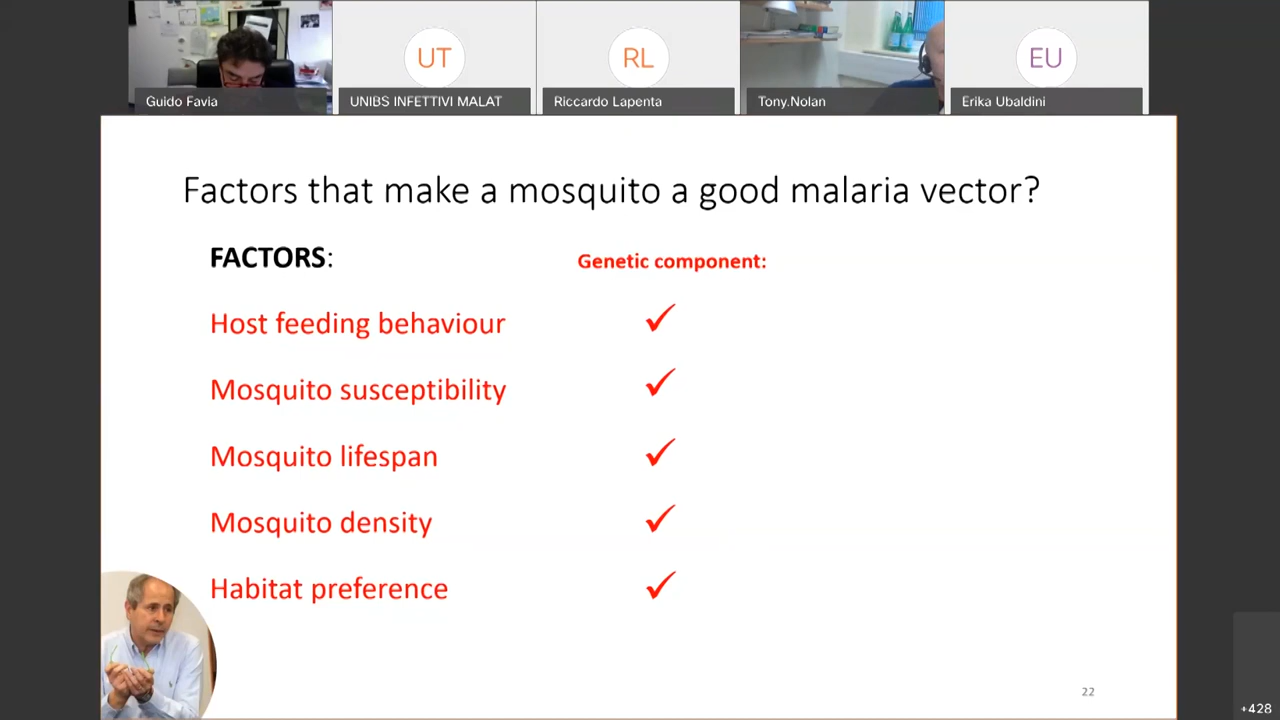 UT
RL
EU
Guido Favia
UNIBS INFETTIVI MALAT
Riccardo Lapenta
Tony.Nolan
Erika Ubaldini
Factors that make a mosquito a good malaria vector?
FACTORS:
Genetic component:
Host feeding behaviour ✓
Mosquito susceptibility ✓
Mosquito lifespan ✓
Mosquito density ✓
Habitat preference ✓
22
+428